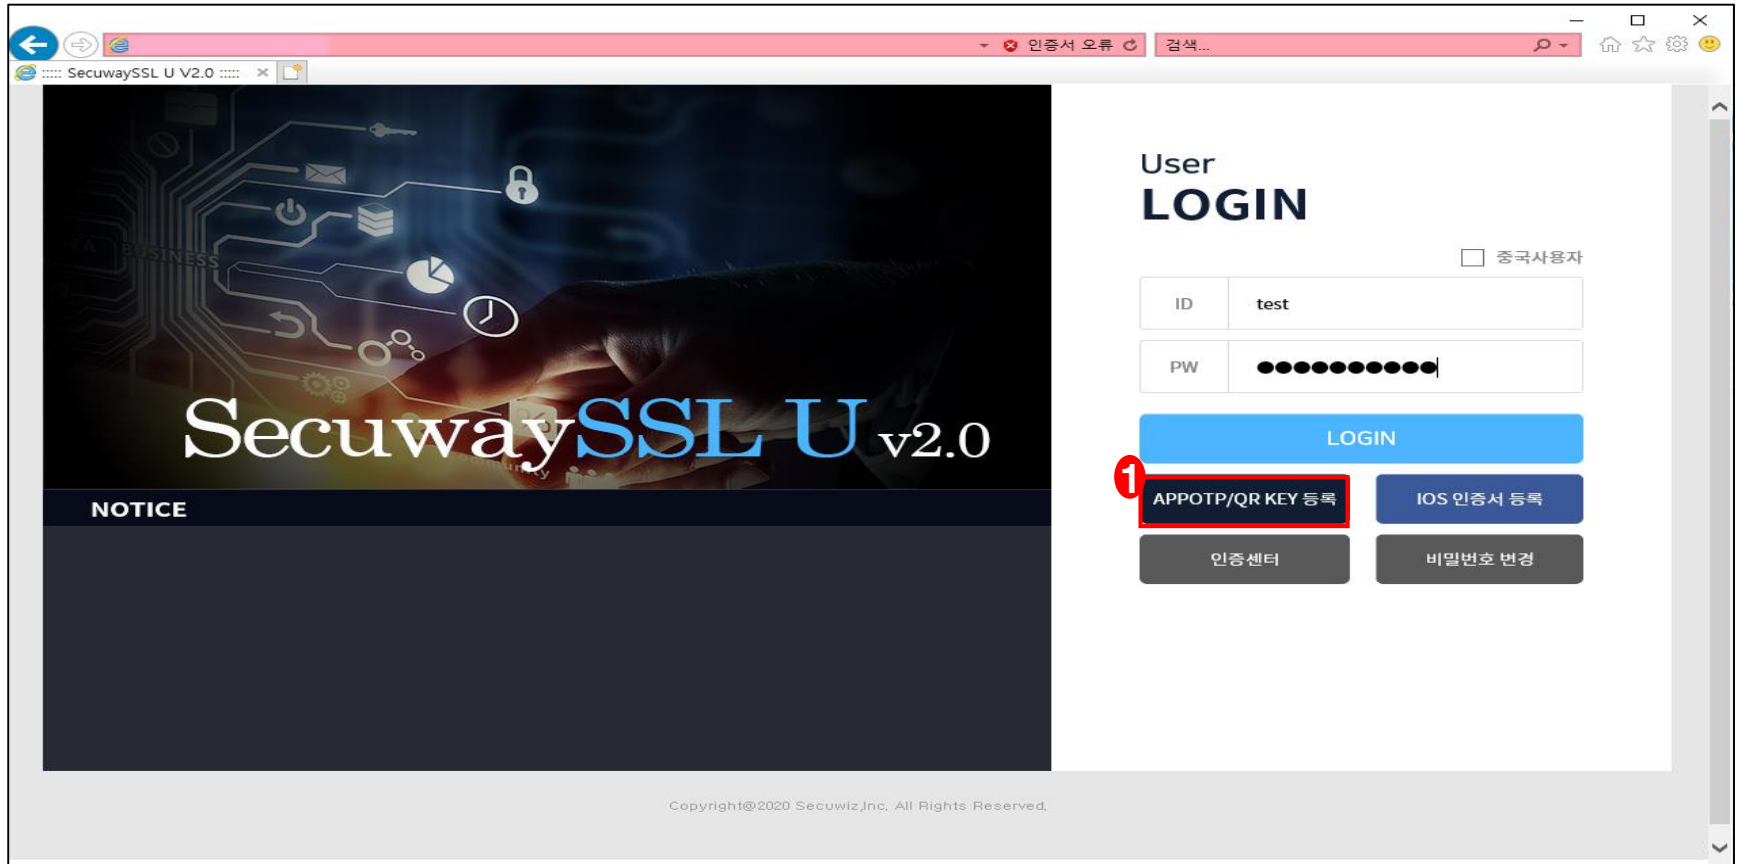 인증서 오류 검색...
::::: SecuwaySSL U V2.0 :::::
BUSINESS
SecuwaySSL U v2.0
NOTICE
User
LOGIN
중국사용자
ID test
PW ●●●●●●●●●●
LOGIN
1
APPOTP/QR KEY 등록 IOS 인증서 등록
인증센터 비밀번호 변경
Copyright@2020 Secuwiz,Inc, All Rights Reserved,